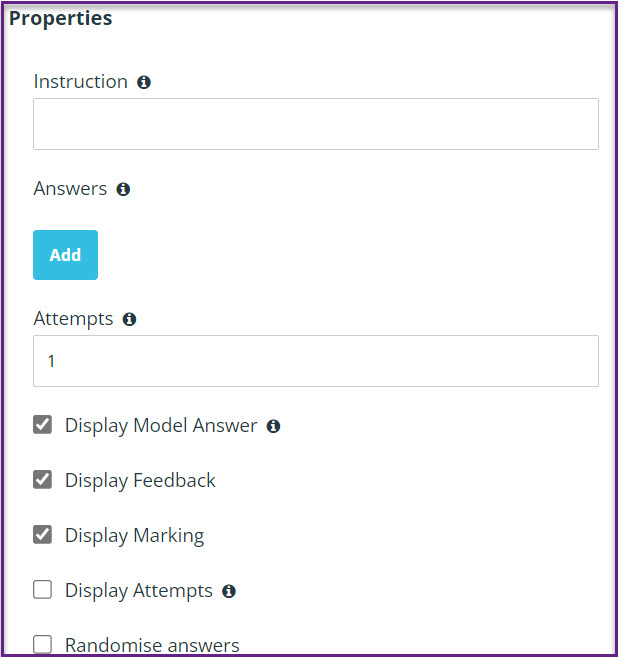 Properties
Instruction
Answers
Add
Attempts
1
Display Model Answer
Display Feedback
Display Marking
Display Attempts
Randomise answers